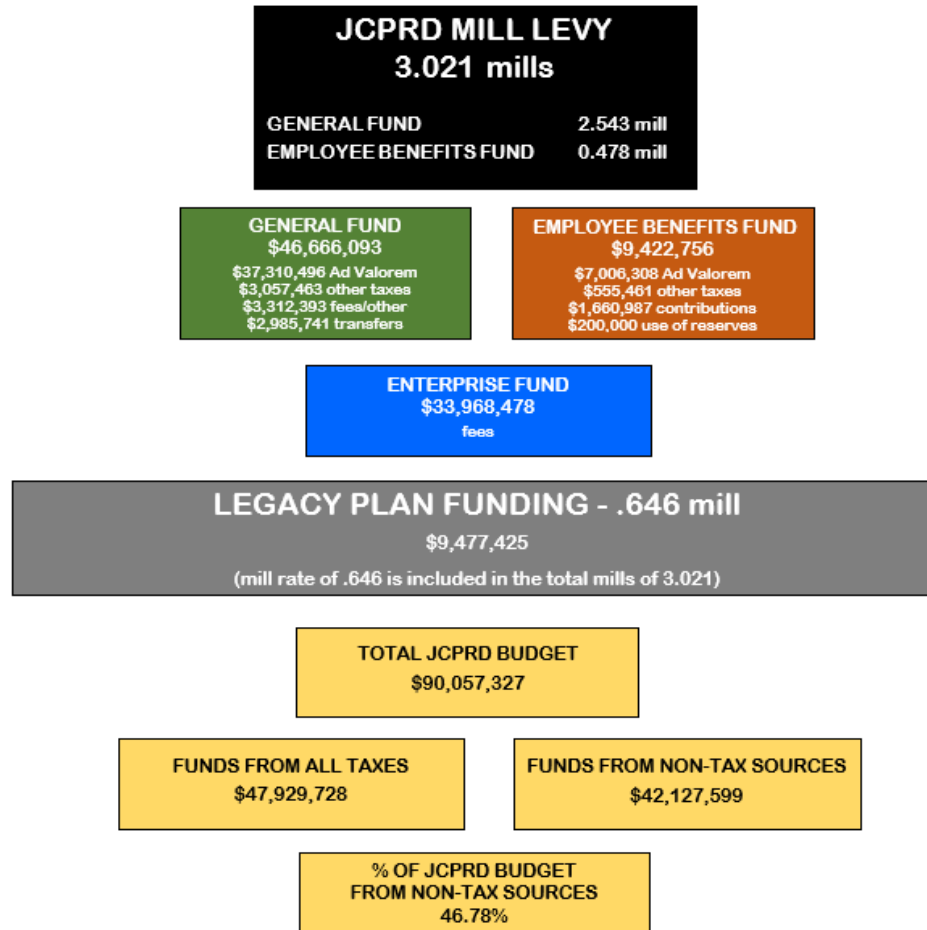 JCPRD MILL LEVY
3.021 mills
GENERAL FUND 2.543 mill
EMPLOYEE BENEFITS FUND 0.478 mill
GENERAL FUND
$46,666,093
$37,310,496 Ad Valorem
$3,057,463 other taxes
$3,312,393 fees/other
$2,985,741 transfers
EMPLOYEE BENEFITS FUND
$9,422,756
$7,006,308 Ad Valorem
$555,461 other taxes
$1,660,987 contributions
$200,000 use of reserves
ENTERPRISE FUND
$33,968,478
fees
LEGACY PLAN FUNDING - .646 mill
$9,477,425
(mill rate of .646 is included in the total mills of 3.021)
TOTAL JCPRD BUDGET
$90,057,327
FUNDS FROM ALL TAXES
$47,929,728
FUNDS FROM NON-TAX SOURCES
$42,127,599
% OF JCPRD BUDGET
FROM NON-TAX SOURCES
46.78%